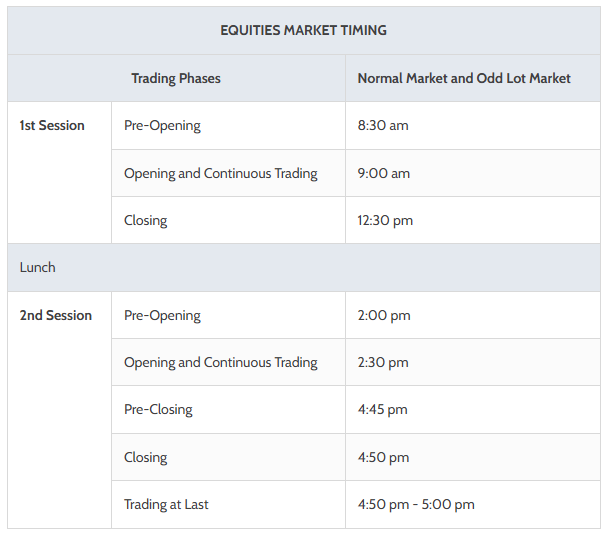 EQUITIES MARKET TIMING
Trading Phases Normal Market and Odd Lot Market
1st Session Pre-Opening 8:30 am
Opening and Continuous Trading 9:00 am
Closing 12:30 pm
Lunch
2nd Session Pre-Opening 2:00 pm
Opening and Continuous Trading 2:30 pm
Pre-Closing 4:45 pm
Closing 4:50 pm
Trading at Last 4:50 pm - 5:00 pm